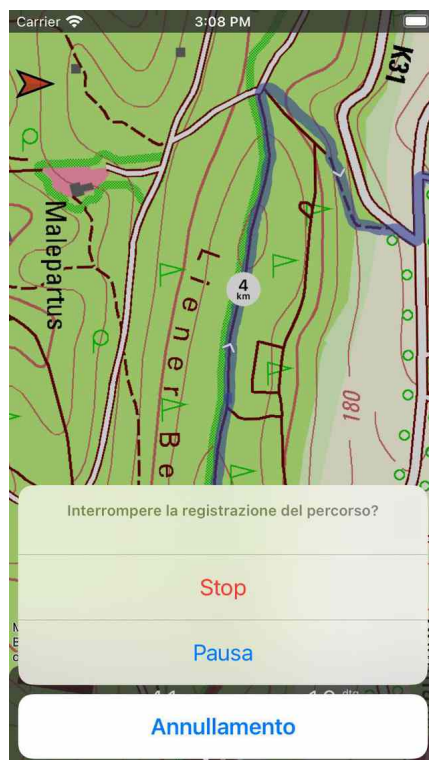 Carrier
3:08 PM
K31
Malepartus
Liener Be
4
km
180
Interrompere la registrazione del percorso?
Stop
Pausa
Annullamento